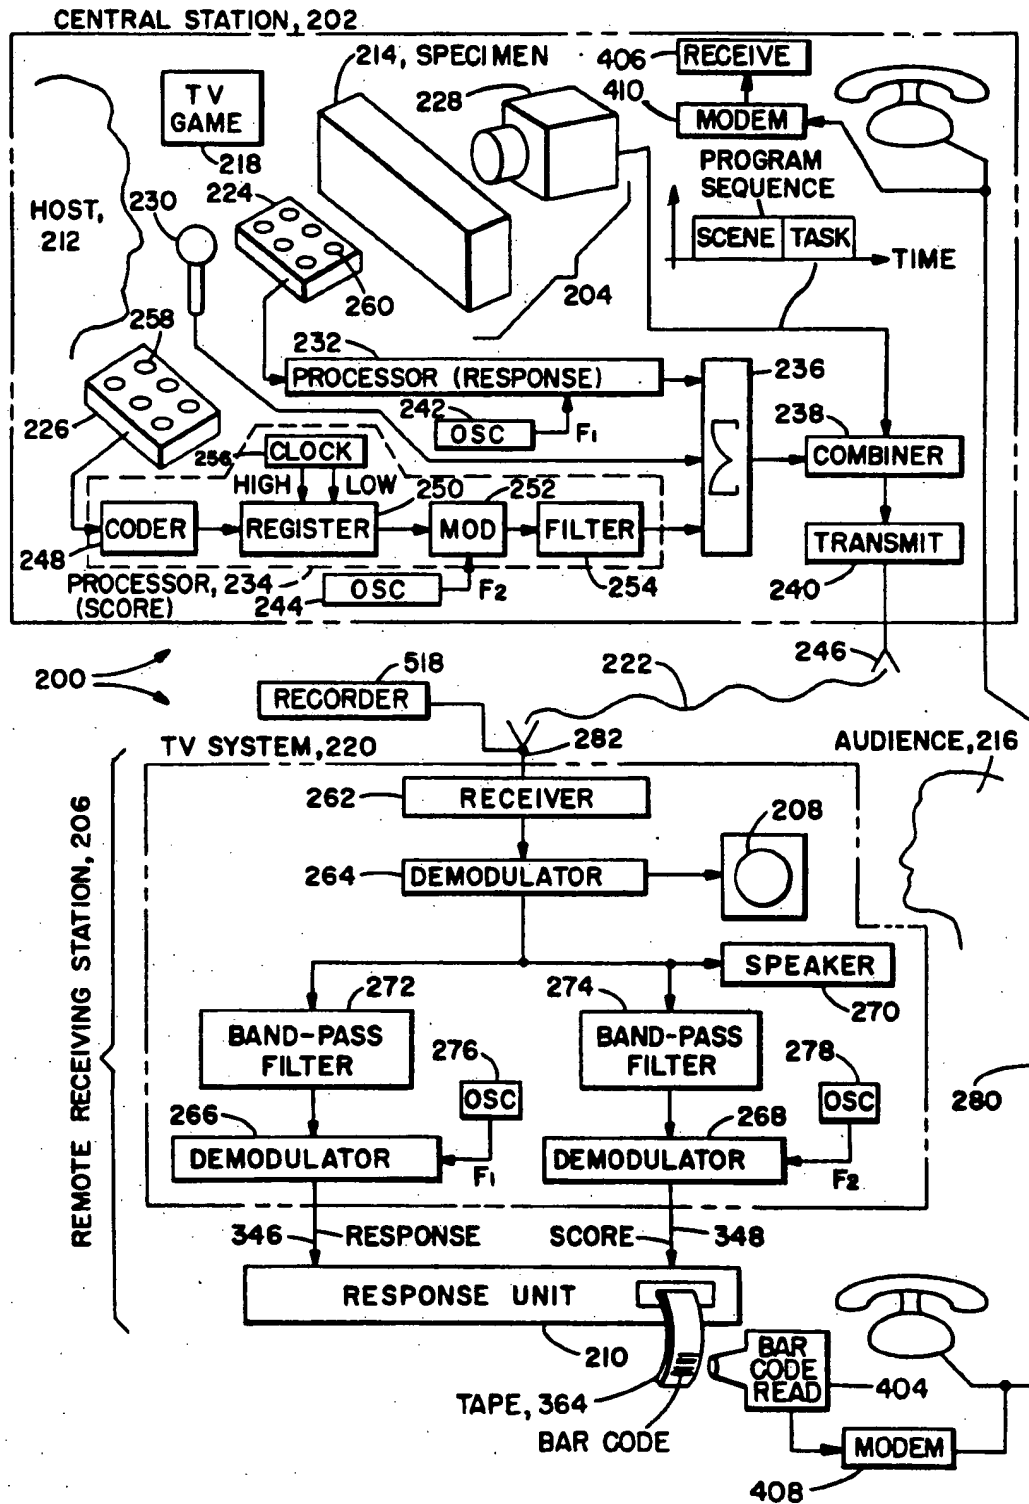 CENTRAL STATION, 202
214, SPECIMEN
406
RECEIVE
TV
GAME
218
228
410
MODEM
PROGRAM
SEQUENCE
HOST,
212
230
224
SCENE
TASK
TIME
260
204
258
232
PROCESSOR (RESPONSE)
236
226
242
OSC
F1
238
256
CLOCK
COMBINER
HIGH
LOW
250
252
CODER
REGISTER
MOD
FILTER
Σ
TRANSMIT
248
PROCESSOR, 234
(SCORE)
244
OSC
F2
254
240
200
518
222
246
RECORDER
TV SYSTEM, 220
282
AUDIENCE, 216
262
RECEIVER
208
264
DEMODULATOR
REMOTE RECEIVING STATION, 206
SPEAKER
272
274
270
BAND-PASS
FILTER
276
BAND-PASS
FILTER
278
OSC
OSC
280
266
268
DEMODULATOR
F1
DEMODULATOR
F2
346
RESPONSE
SCORE
348
RESPONSE UNIT
210
BAR
CODE
READ
404
TAPE, 364
BAR CODE
MODEM
408